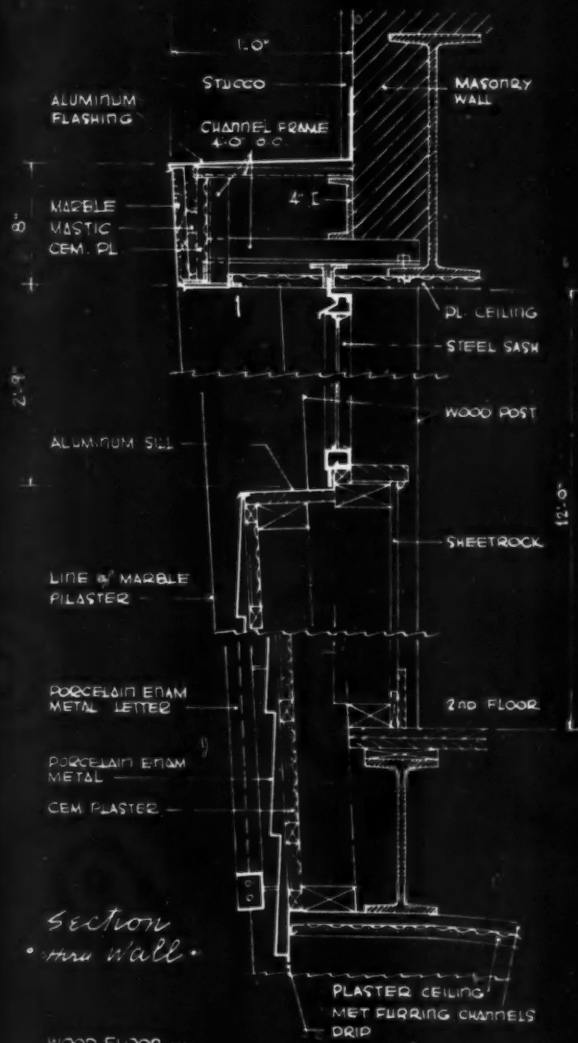 1'-0"
STUCCO
MASONRY
WALL
ALUMINUM
FLASHING
CHANNEL FRAME
4'-0" O.C.
MARBLE
MASTIC
CEM. PL
8"
4" [
PL. CEILING
STEEL SASH
2'-9"
WOOD POST
ALUMINUM SILL
12'-0"
SHEETROCK
LINE of MARBLE
PILASTER
PORCELAIN ENAM
METAL LETTER
2ND FLOOR
PORCELAIN ENAM
METAL
CEM PLASTER
Section
• thru Wall •
PLASTER CEILING
MET FURRING CHANNELS
DRIP
WOOD FLOOR